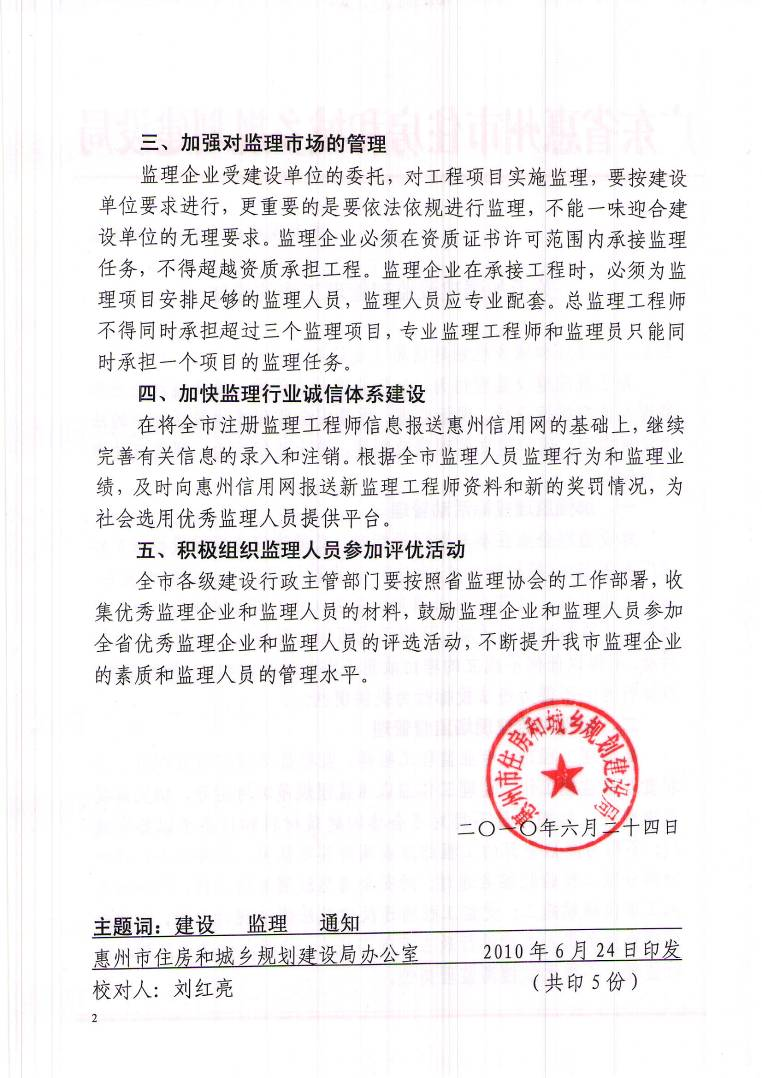 三、加强对监理市场的管理
监理企业受建设单位的委托，对工程项目实施监理，要按建设
单位要求进行，更重要的是要依法依规进行监理，不能一味迎合建
设单位的无理要求。监理企业必须在资质证书许可范围内承接监理
任务，不得超越资质承担工程。监理企业在承接工程时，必须为监
理项目安排足够的监理人员，监理人员应专业配套。总监理工程师
不得同时承担超过三个监理项目，专业监理工程师和监理员只能同
时承担一个项目的监理任务。
四、加快监理行业诚信体系建设
在将全市注册监理工程师信息报送惠州信用网的基础上，继续
完善有关信息的录入和注销。根据全市监理人员监理行为和监理业
绩，及时向惠州信用网报送新监理工程师资料和新的奖罚情况，为
社会选用优秀监理人员提供平台。
五、积极组织监理人员参加评优活动
全市各级建设行政主管部门要按照省监理协会的工作部署，收
集优秀监理企业和监理人员的材料，鼓励监理企业和监理人员参加
全省优秀监理企业和监理人员的评选活动，不断提升我市监理企业
的素质和监理人员的管理水平。
惠州市住房和城乡规划建设局
二〇一〇年六月二十四日
主题词：建设 监理 通知
惠州市住房和城乡规划建设局办公室 2010年6月24日印发
校对人：刘红亮 （共印5份）
2